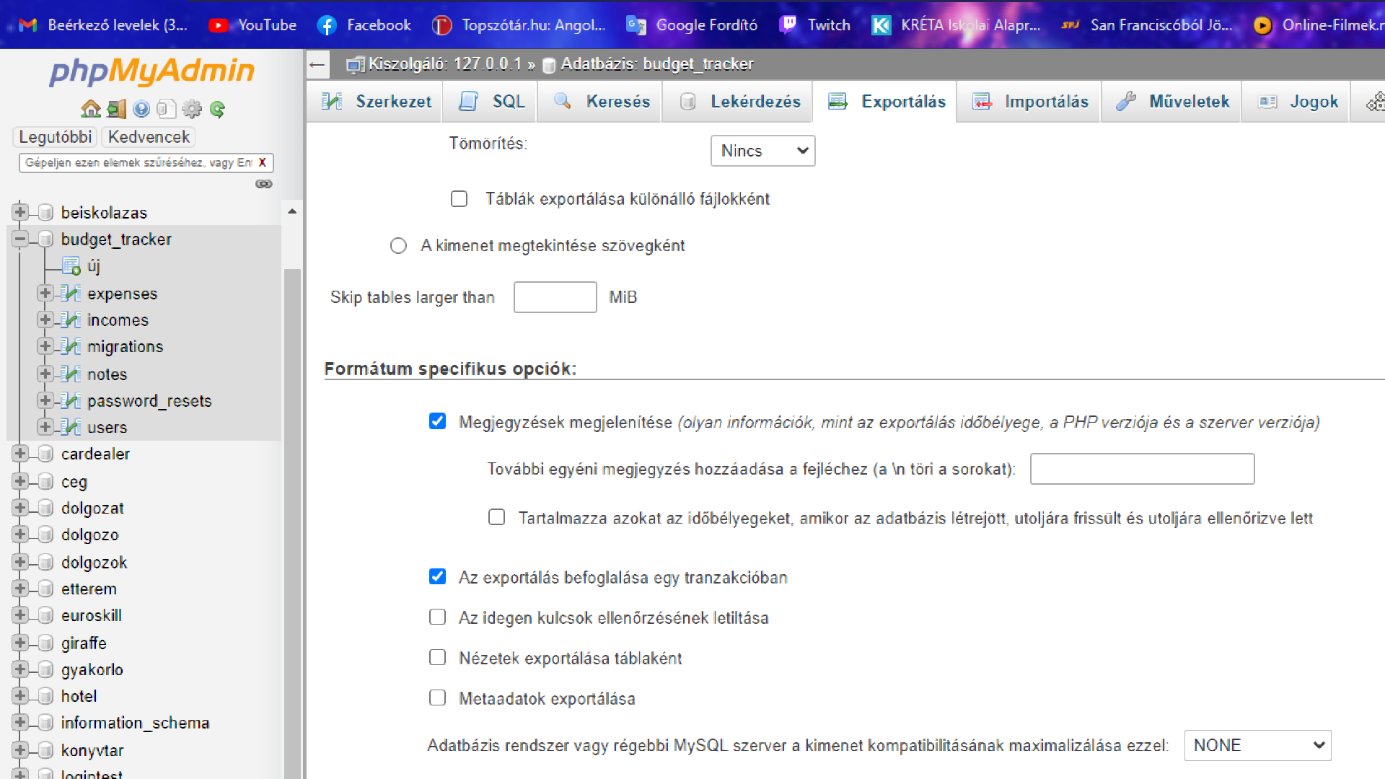 Beérkező levelek (3...
YouTube
Facebook
Topszótár.hu: Angol...
Google Fordító
Twitch
KRÉTA Iskolai Alapr...
San Franciscóból Jö...
Online-Filmek.
phpMyAdmin
Legutóbbi
Kedvencek
Gépeljen ezen elemek szűréséhez, vagy En X
beiskolazas
budget_tracker
új
expenses
incomes
migrations
notes
password_resets
users
cardealer
ceg
dolgozat
dolgozo
dolgozok
etterem
euroskill
giraffe
gyakorlo
hotel
information_schema
konyvtar
logintest
← Kiszolgáló: 127.0.0.1 » Adatbázis: budget_tracker
Szerkezet
SQL
Keresés
Lekérdezés
Exportálás
Importálás
Műveletek
Jogok
Tömörítés:
Nincs
Táblák exportálása különálló fájlokként
A kimenet megtekintése szövegként
Skip tables larger than
MiB
Formátum specifikus opciók:
Megjegyzések megjelenítése (olyan információk, mint az exportálás időbélyege, a PHP verziója és a szerver verziója)
További egyéni megjegyzés hozzáadása a fejléchez (a \n töri a sorokat):
Tartalmazza azokat az időbélyegeket, amikor az adatbázis létrejött, utoljára frissült és utoljára ellenőrizve lett
Az exportálás befoglalása egy tranzakcióban
Az idegen kulcsok ellenőrzésének letiltása
Nézetek exportálása táblaként
Metaadatok exportálása
Adatbázis rendszer vagy régebbi MySQL szerver a kimenet kompatibilitásának maximalizálása ezzel:
NONE